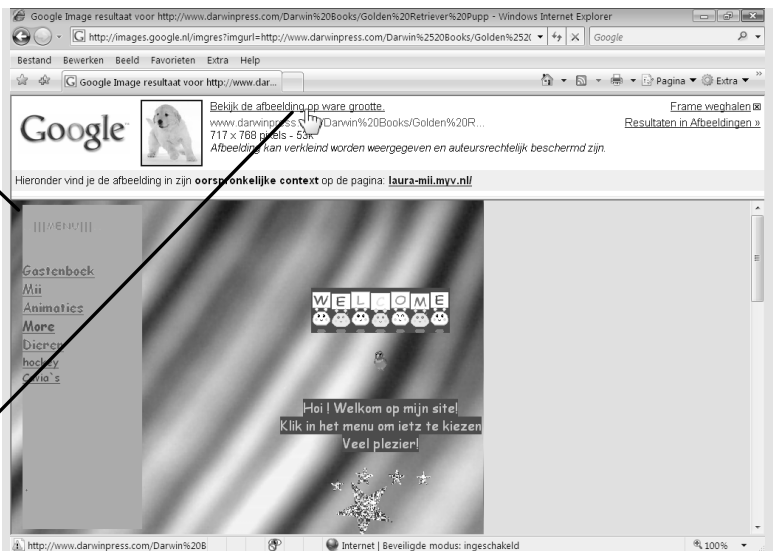 Google Image resultaat voor http://www.darwinpress.com/Darwin%20Books/Golden%20Retriever%20Pupp - Windows Internet Explorer
http://images.google.nl/imgres?imgurl=http://www.darwinpress.com/Darwin%2520Books/Golden%2520
Google
Bestand Bewerken Beeld Favorieten Extra Help
Google Image resultaat voor http://www.dar...
Pagina Extra
Google
Bekijk de afbeelding op ware grootte.
www.darwinpress /Darwin%20Books/Golden%20R...
717 x 768 pixels - 53k
Afbeelding kan verkleind worden weergegeven en auteursrechtelijk beschermd zijn.
Frame weghalen
Resultaten in Afbeeldingen »
Hieronder vind je de afbeelding in zijn oorspronkelijke context op de pagina: laura-mii.myv.nl/
|||MENU|||
Gastenboek
Mii
Animaties
More
Dieren
hockey
Cavia`s
WELCOME
Hoi ! Welkom op mijn site!
Klik in het menu om ietz te kiezen
Veel plezier!
http://www.darwinpress.com/Darwin%20B
Internet | Beveiligde modus: ingeschakeld
100%